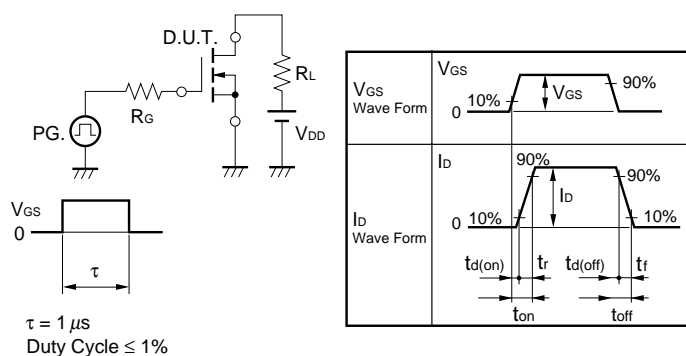 D.U.T.
RL
RG
PG.
VDD
VGS
0
τ
τ = 1 μs
Duty Cycle ≤ 1%
VGS
Wave Form
VGS
10%
0
VGS
90%
ID
Wave Form
ID
90%
90%
ID
0
10%
10%
td(on)
tr
td(off)
tf
ton
toff